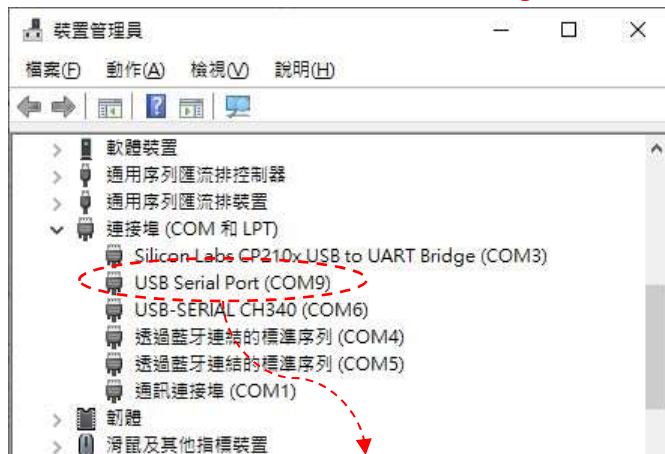 裝置管理員
檔案(F) 動作(A) 檢視(V) 說明(H)
軟體裝置
通用序列匯流排控制器
通用序列匯流排裝置
連接埠 (COM 和 LPT)
Silicon Labs CP210x USB to UART Bridge (COM3)
USB Serial Port (COM9)
USB-SERIAL CH340 (COM6)
透過藍牙連結的標準序列 (COM4)
透過藍牙連結的標準序列 (COM5)
通訊連接埠 (COM1)
韌體
滑鼠及其他指標裝置